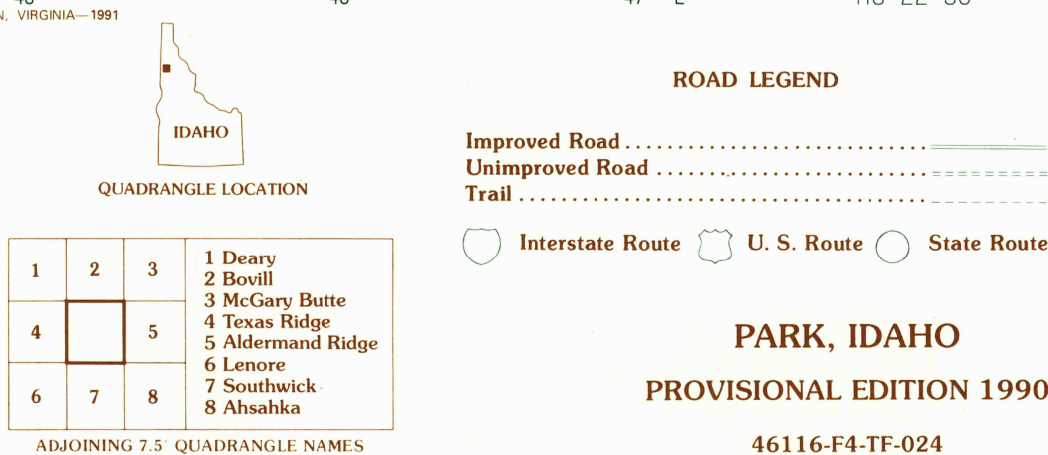 N, VIRGINIA—1991
IDAHO
QUADRANGLE LOCATION
ROAD LEGEND
Improved Road
Unimproved Road
Trail
Interstate Route
U. S. Route
State Route
1 2 3
4 5
6 7 8
1 Deary
2 Bovill
3 McGary Butte
4 Texas Ridge
5 Aldermand Ridge
6 Lenore
7 Southwick
8 Ahsahka
ADJOINING 7.5' QUADRANGLE NAMES
PARK, IDAHO
PROVISIONAL EDITION 1990
46116-F4-TF-024